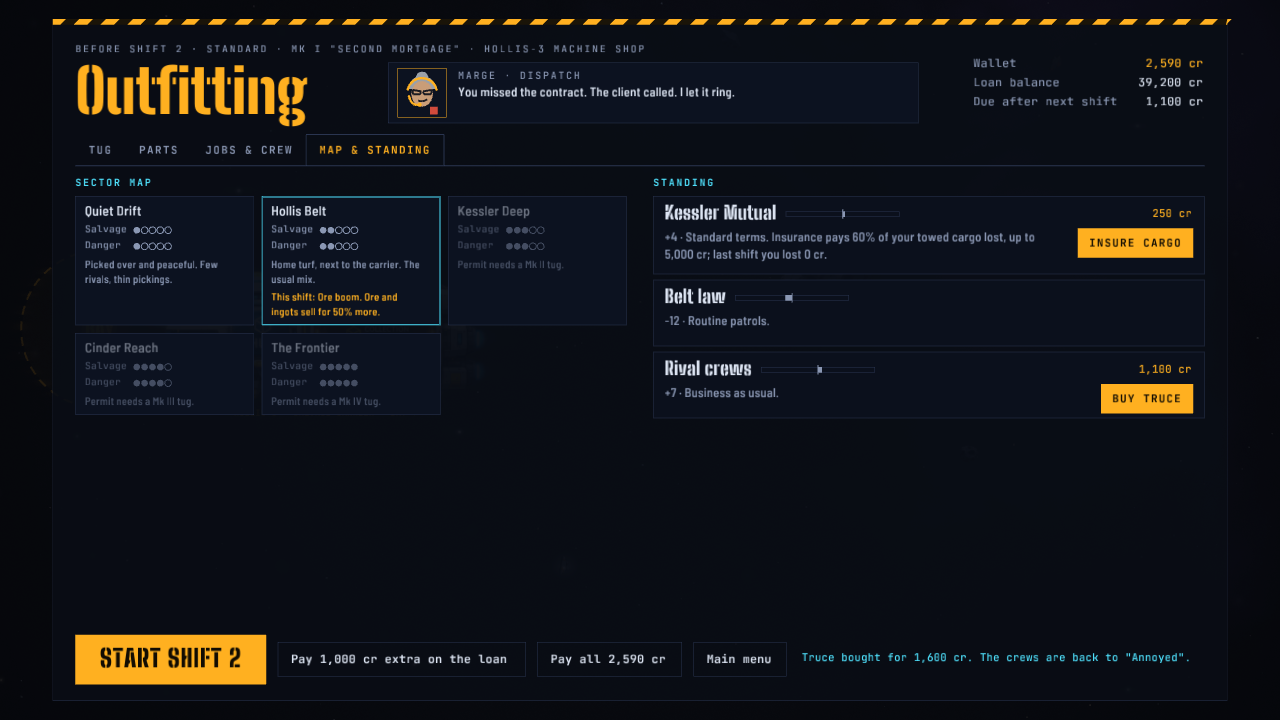 BEFORE SHIFT 2 · STANDARD · MK I "SECOND MORTGAGE" · HOLLIS-3 MACHINE SHOP
Outfitting
MARGE · DISPATCH
You missed the contract. The client called. I let it ring.
Wallet 2,590 cr
Loan balance 39,200 cr
Due after next shift 1,100 cr
TUG PARTS JOBS & CREW MAP & STANDING
SECTOR MAP
Quiet Drift
Salvage
Danger
Picked over and peaceful. Few
rivals, thin pickings.
Hollis Belt
Salvage
Danger
Home turf, next to the carrier. The
usual mix.
This shift: Ore boom. Ore and
ingots sell for 50% more.
Kessler Deep
Salvage
Danger
Permit needs a Mk II tug.
Cinder Reach
Salvage
Danger
Permit needs a Mk III tug.
The Frontier
Salvage
Danger
Permit needs a Mk IV tug.
STANDING
Kessler Mutual
250 cr
+4 · Standard terms. Insurance pays 60% of your towed cargo lost, up to
5,000 cr; last shift you lost 0 cr.
INSURE CARGO
Belt law
-12 · Routine patrols.
Rival crews
1,100 cr
+7 · Business as usual.
BUY TRUCE
START SHIFT 2
Pay 1,000 cr extra on the loan
Pay all 2,590 cr
Main menu
Truce bought for 1,600 cr. The crews are back to "Annoyed".